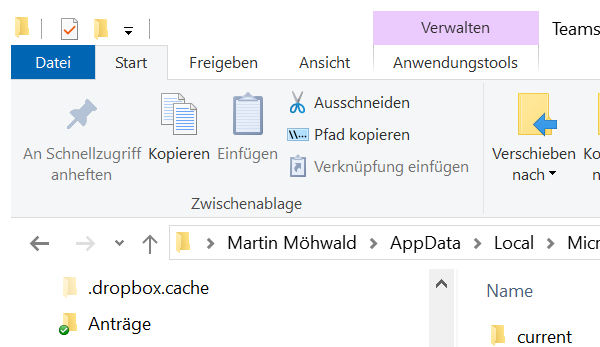 Verwalten
Teams
Datei Start Freigeben Ansicht Anwendungstools
An Schnellzugriff anheften
Kopieren
Einfügen
Ausschneiden
Pfad kopieren
Verknüpfung einfügen
Verschieben nach
Zwischenablage
Martin Möhwald > AppData > Local > Micr
.dropbox.cache
Name
Anträge
current